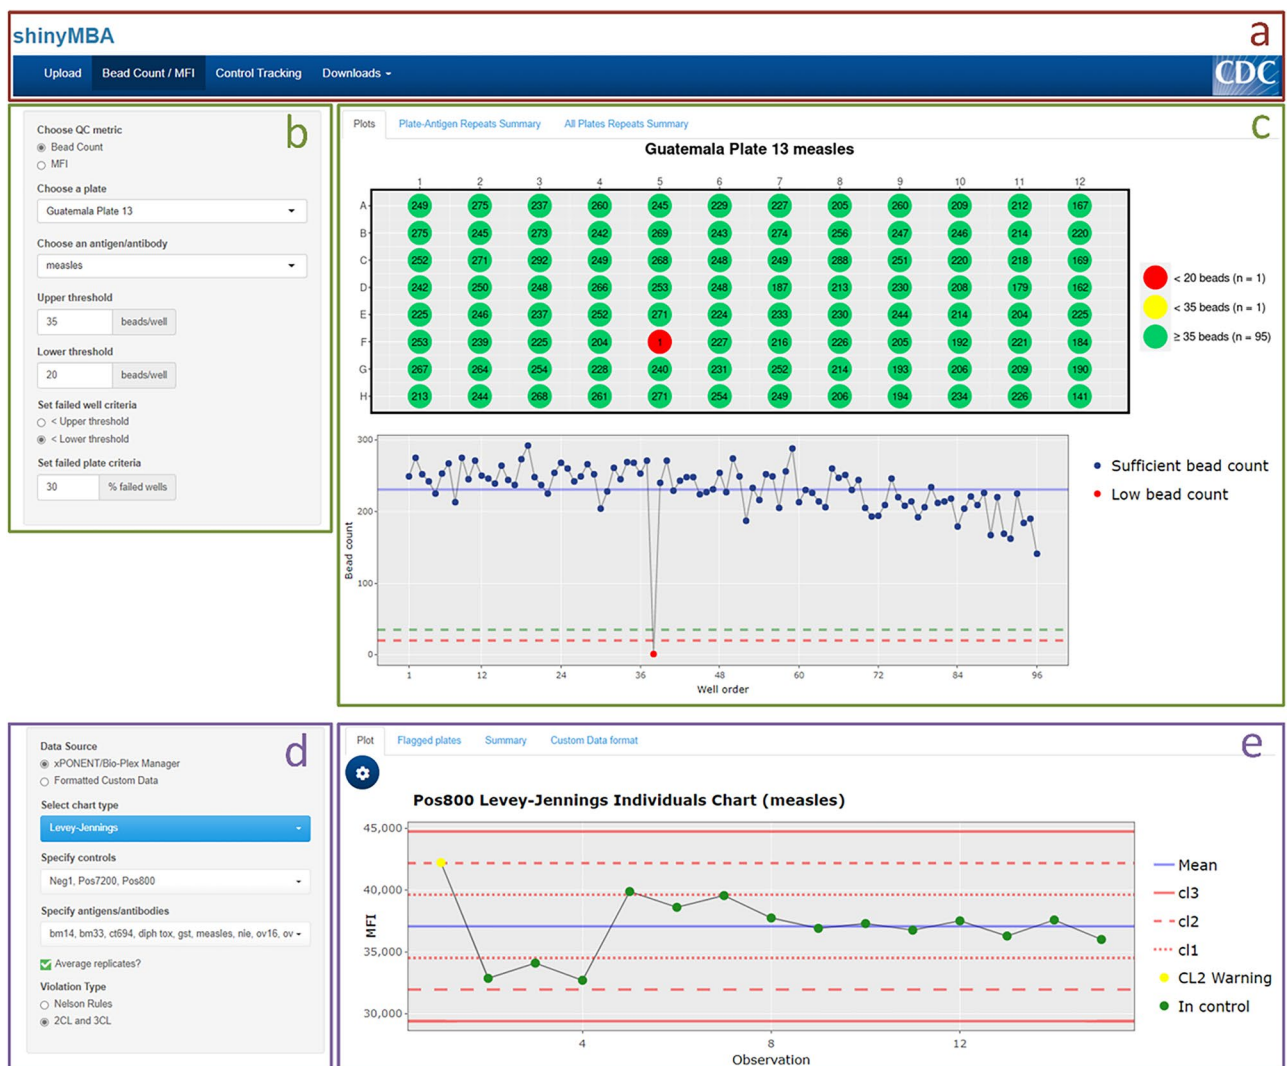 a
shinyMBA
Upload Bead Count / MFI Control Tracking Downloads
CDC
b
Choose QC metric
Bead Count
MFI
Choose a plate
Guatemala Plate 13
Choose an antigen/antibody
measles
Upper threshold
35 beads/well
Lower threshold
20 beads/well
Set failed well criteria
< Upper threshold
< Lower threshold
Set failed plate criteria
30 % failed wells
c
Plots Plate-Antigen Repeats Summary All Plates Repeats Summary
Guatemala Plate 13 measles
1 2 3 4 5 6 7 8 9 10 11 12
A 249 275 237 260 245 229 227 205 260 209 212 167
B 275 245 273 242 269 243 274 256 247 246 214 220
C 252 271 292 249 268 248 249 288 251 220 218 169
D 242 250 248 266 253 248 187 213 230 208 179 162
E 225 246 237 252 271 224 233 230 244 214 204 225
F 253 239 225 204 1 227 216 226 205 192 221 184
G 267 264 254 228 240 231 252 214 193 206 209 190
H 213 244 268 261 271 254 249 206 194 234 226 141
< 20 beads (n = 1)
< 35 beads (n = 1)
≥ 35 beads (n = 95)
300
200
100
0
Bead count
1 12 24 36 48 60 72 84 96
Well order
Sufficient bead count
Low bead count
d
Data Source
xPONENT/Bio-Plex Manager
Formatted Custom Data
Select chart type
Levey-Jennings
Specify controls
Neg1, Pos7200, Pos800
Specify antigens/antibodies
bm14, bm33, ct694, diph tox, gst, measles, nie, ov16, ov
Average replicates?
Violation Type
Nelson Rules
2CL and 3CL
e
Plot Flagged plates Summary Custom Data format
Pos800 Levey-Jennings Individuals Chart (measles)
45,000
40,000
35,000
30,000
MFI
4 8 12
Observation
Mean
cl3
cl2
cl1
CL2 Warning
In control